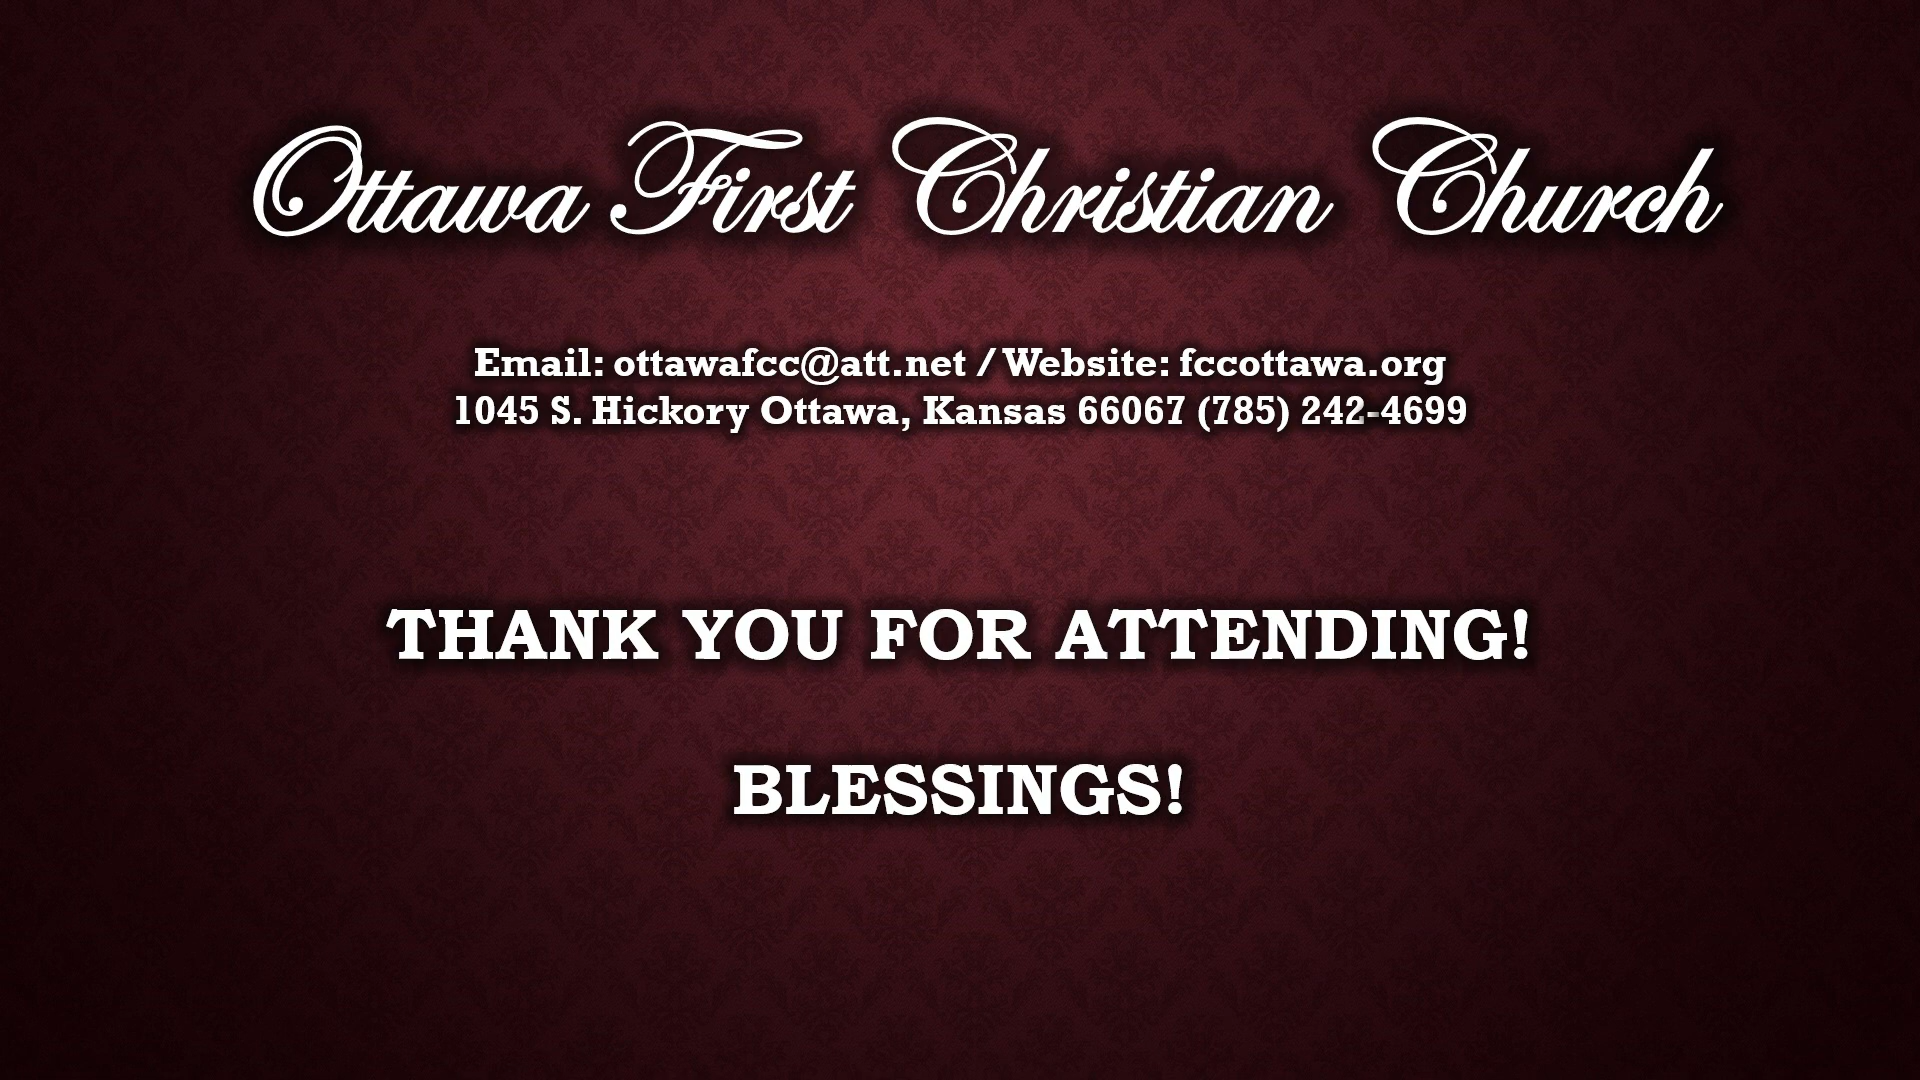 Ottawa First Christian Church
Email: ottawafcc@att.net / Website: fccottawa.org
1045 S. Hickory Ottawa, Kansas 66067 (785) 242-4699
THANK YOU FOR ATTENDING!
BLESSINGS!